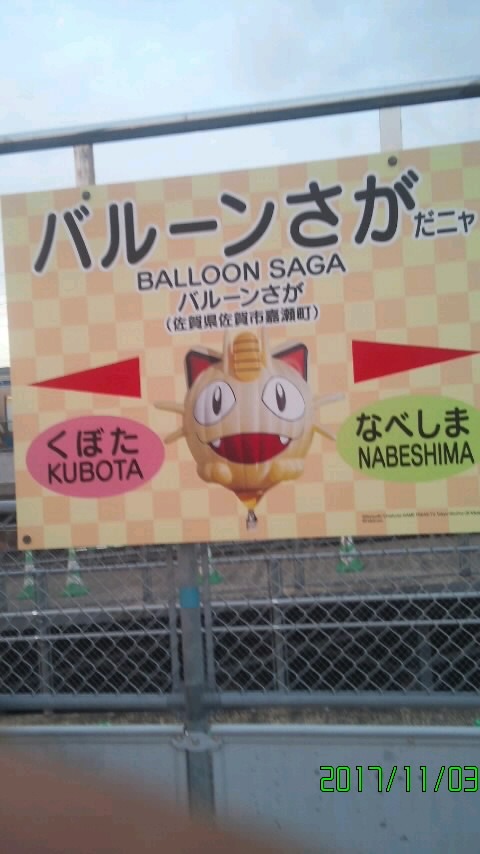 バルーンさがだニャ
BALLOON SAGA
バルーンさが
(佐賀県佐賀市嘉瀬町)
くぼた
KUBOTA
なべしま
NABESHIMA
2017/11/03